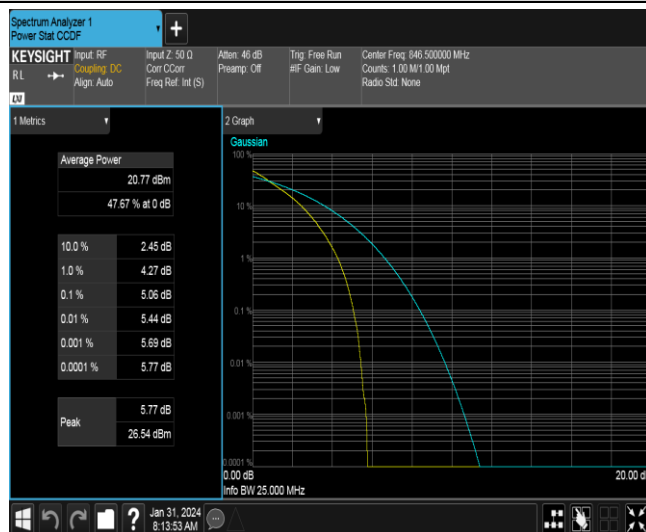 Spectrum Analyzer 1
Power Stat CCDF
+
KEYSIGHT Input: RF Input Z: 50 Ω Atten: 46 dB Trig: Free Run Center Freq: 846.500000 MHz
RL Coupling: DC Corr CCorr Preamp: Off #IF Gain: Low Counts: 1.00 M/1.00 Mpt
Align: Auto Freq Ref: Int (S) Radio Std: None
LXI
1 Metrics
2 Graph
Average Power
20.77 dBm
47.67 % at 0 dB
10.0 % 2.45 dB
1.0 % 4.27 dB
0.1 % 5.06 dB
0.01 % 5.44 dB
0.001 % 5.69 dB
0.0001 % 5.77 dB
Peak 5.77 dB
26.54 dBm
Gaussian
100 %
10 %
1 %
0.1 %
0.01 %
0.001 %
0.0001 %
0.00 dB 20.00 d
Info BW 25.000 MHz
?
Jan 31, 2024
8:13:53 AM